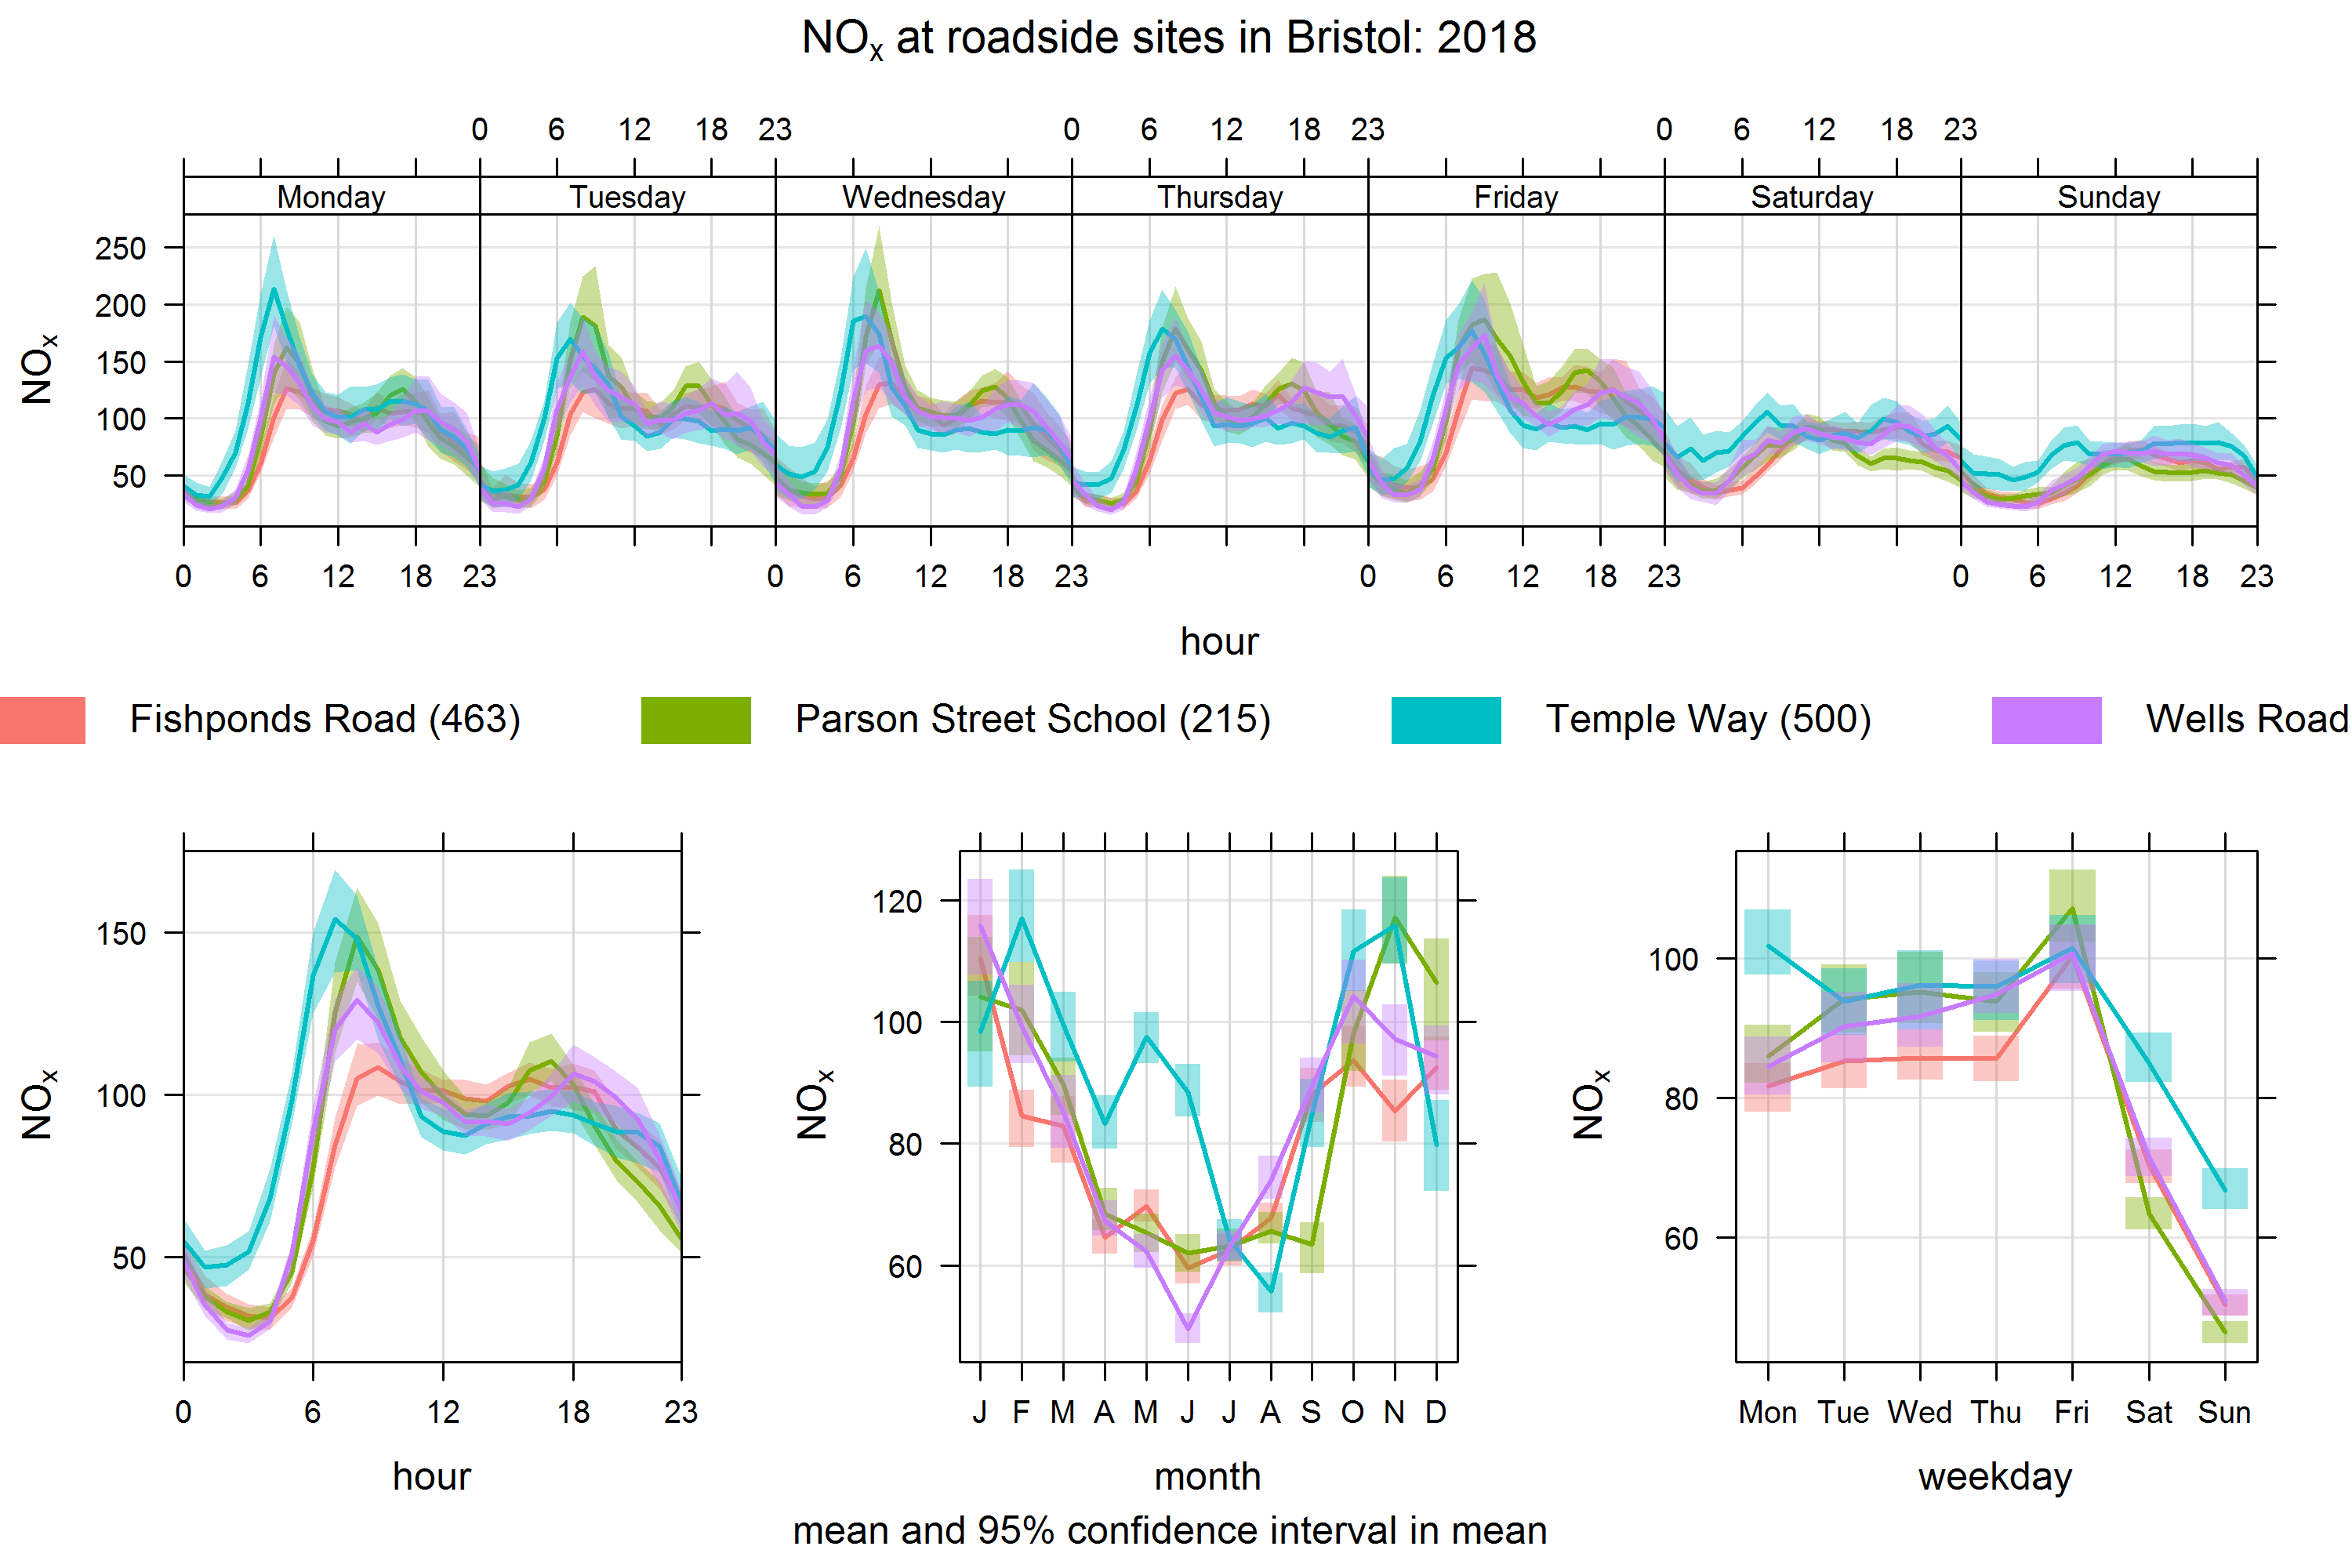 NOx at roadside sites in Bristol: 2018
0 6 12 18 23 0 6 12 18 23 0 6 12 18 23
Monday Tuesday Wednesday Thursday Friday Saturday Sunday
NOx
250
200
150
100
50
0 6 12 18 23 0 6 12 18 23 0 6 12 18 23 0 6 12 18 23
hour
Fishponds Road (463) Parson Street School (215) Temple Way (500) Wells Road
NOx
150
100
50
0 6 12 18 23
hour
NOx
120
100
80
60
J F M A M J J A S O N D
month
NOx
100
80
60
Mon Tue Wed Thu Fri Sat Sun
weekday
mean and 95% confidence interval in mean